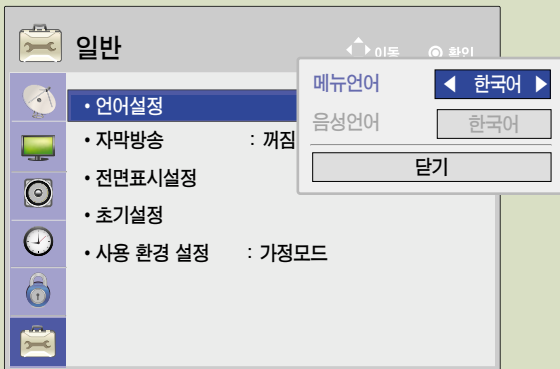 일반
이동 확인
• 언어설정
• 자막방송 : 꺼짐
• 전면표시설정
• 초기설정
• 사용 환경 설정 : 가정모드
메뉴언어 ◀ 한국어 ▶
음성언어 한국어
닫기